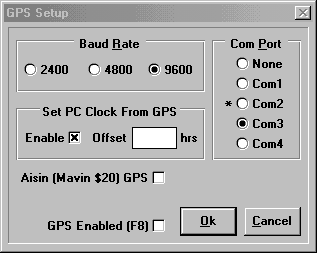 GPS Setup
Baud Rate
2400 4800 9600
Com Port
None
Com1
* Com2
Com3
Com4
Set PC Clock From GPS
Enable Offset hrs
Aisin (Mavin $20) GPS
GPS Enabled (F8)
Ok
Cancel